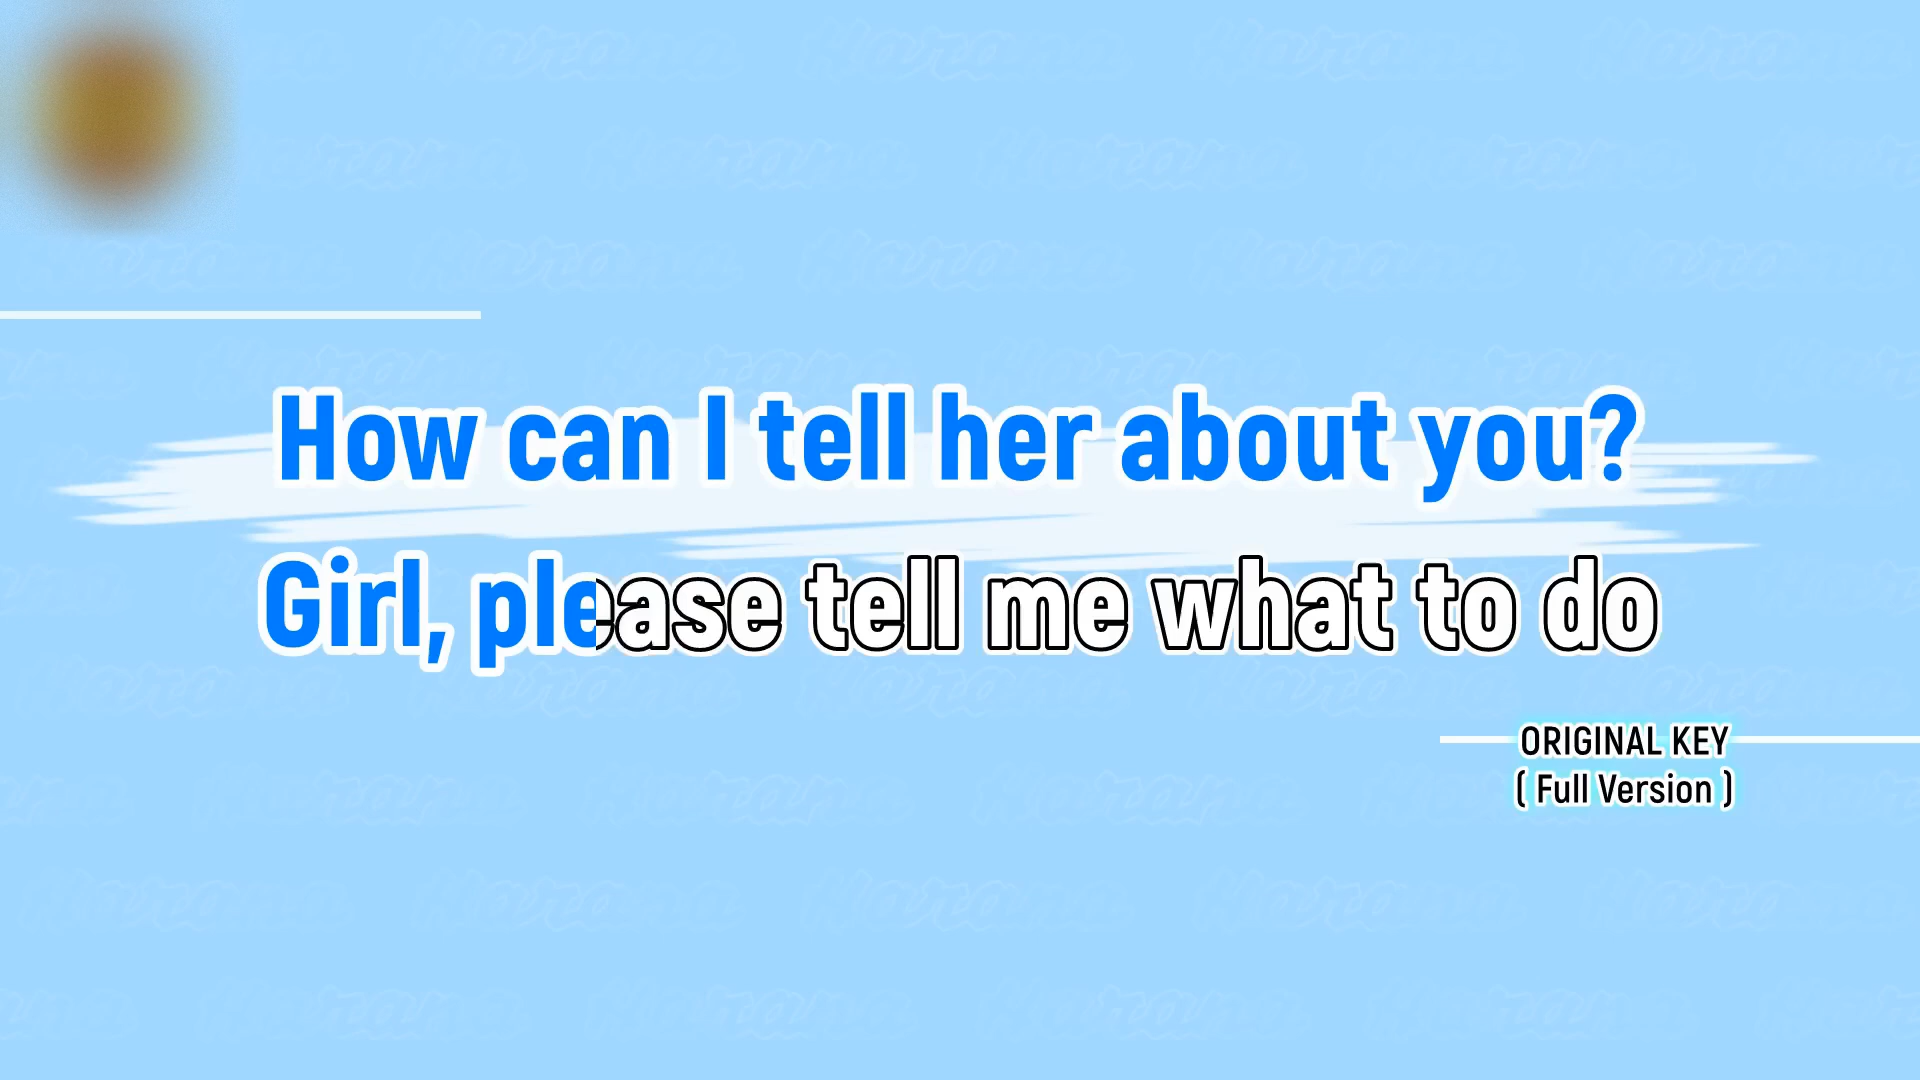 How can I tell her about you?
Girl, please tell me what to do
ORIGINAL KEY
( Full Version )